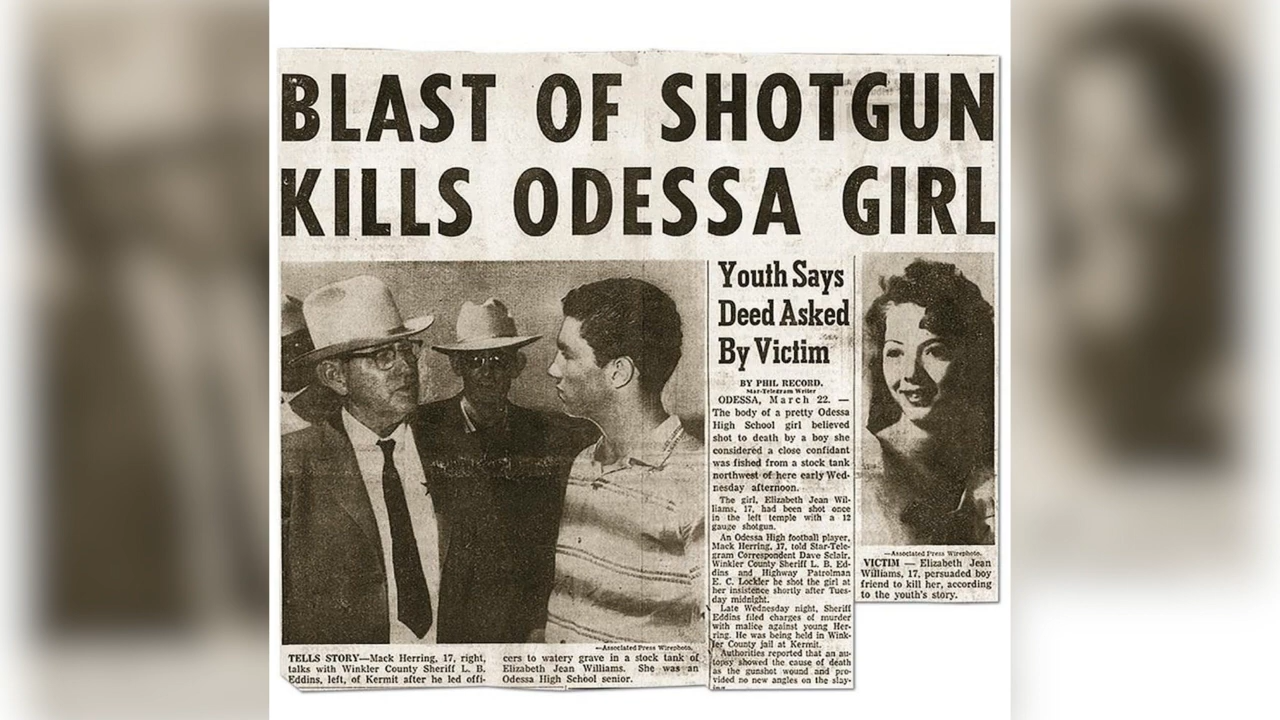 BLAST OF SHOTGUN
KILLS ODESSA GIRL
TELLS STORY—Mack Herring, 17, right,
talks with Winkler County Sheriff L. B.
Eddins, left, of Kermit after he led offi-
—Associated Press Wirephoto.
cers to watery grave in a stock tank of
Elizabeth Jean Williams. She was an
Odessa High School senior.
Youth Says
Deed Asked
By Victim
BY PHIL RECORD.
Star-Telegram Writer
ODESSA, March 22. —
The body of a pretty Odessa
High School girl believed
shot to death by a boy she
considered a close confidant
was fished from a stock tank
northwest of here early Wed-
nesday afternoon.
The girl, Elizabeth Jean Wil-
liams, 17, had been shot once
in the left temple with a 12
gauge shotgun.
An Odessa High football player,
Mack Herring, 17, told Star-Tele-
gram Correspondent Dave Sclair,
Winkler County Sheriff L. B. Ed-
dins and Highway Patrolman
E. C. Lockler he shot the girl at
her insistence shortly after Tues-
day midnight.
Late Wednesday night, Sheriff
Eddins filed charges of murder
with malice against young Her-
ring. He was being held in Wink-
ler County jail at Kermit.
Authorities reported that an au-
topsy showed the cause of death
as the gunshot wound and pro-
vided no new angles on the slay-
—Associated Press Wirephoto.
VICTIM — Elizabeth Jean
Williams, 17, persuaded boy
friend to kill her, according
to the youth's story.